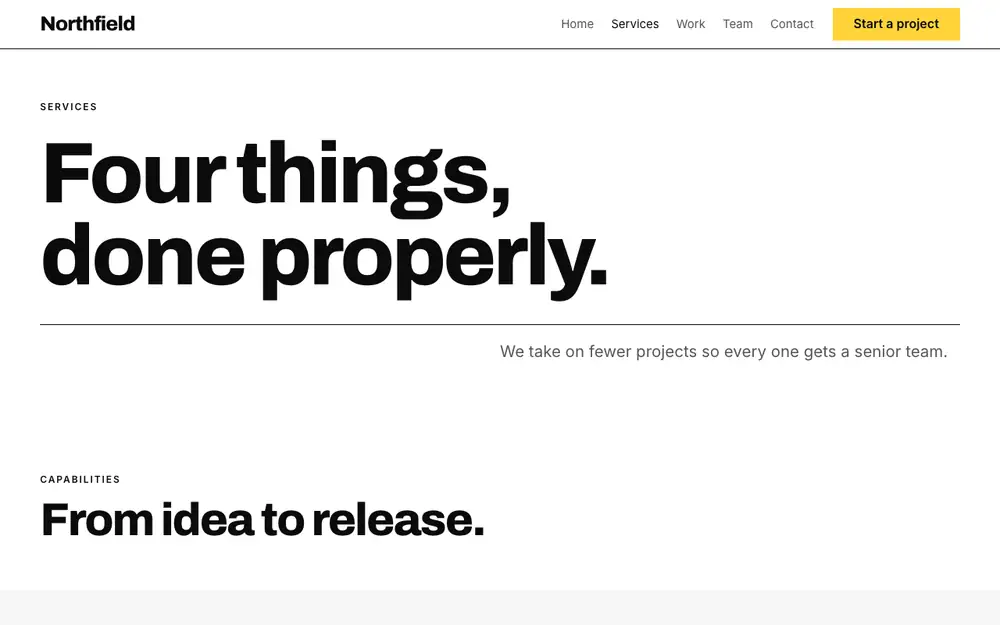 Northfield
Home Services Work Team Contact Start a project
SERVICES
Four things,
done properly.
We take on fewer projects so every one gets a senior team.
CAPABILITIES
From idea to release.